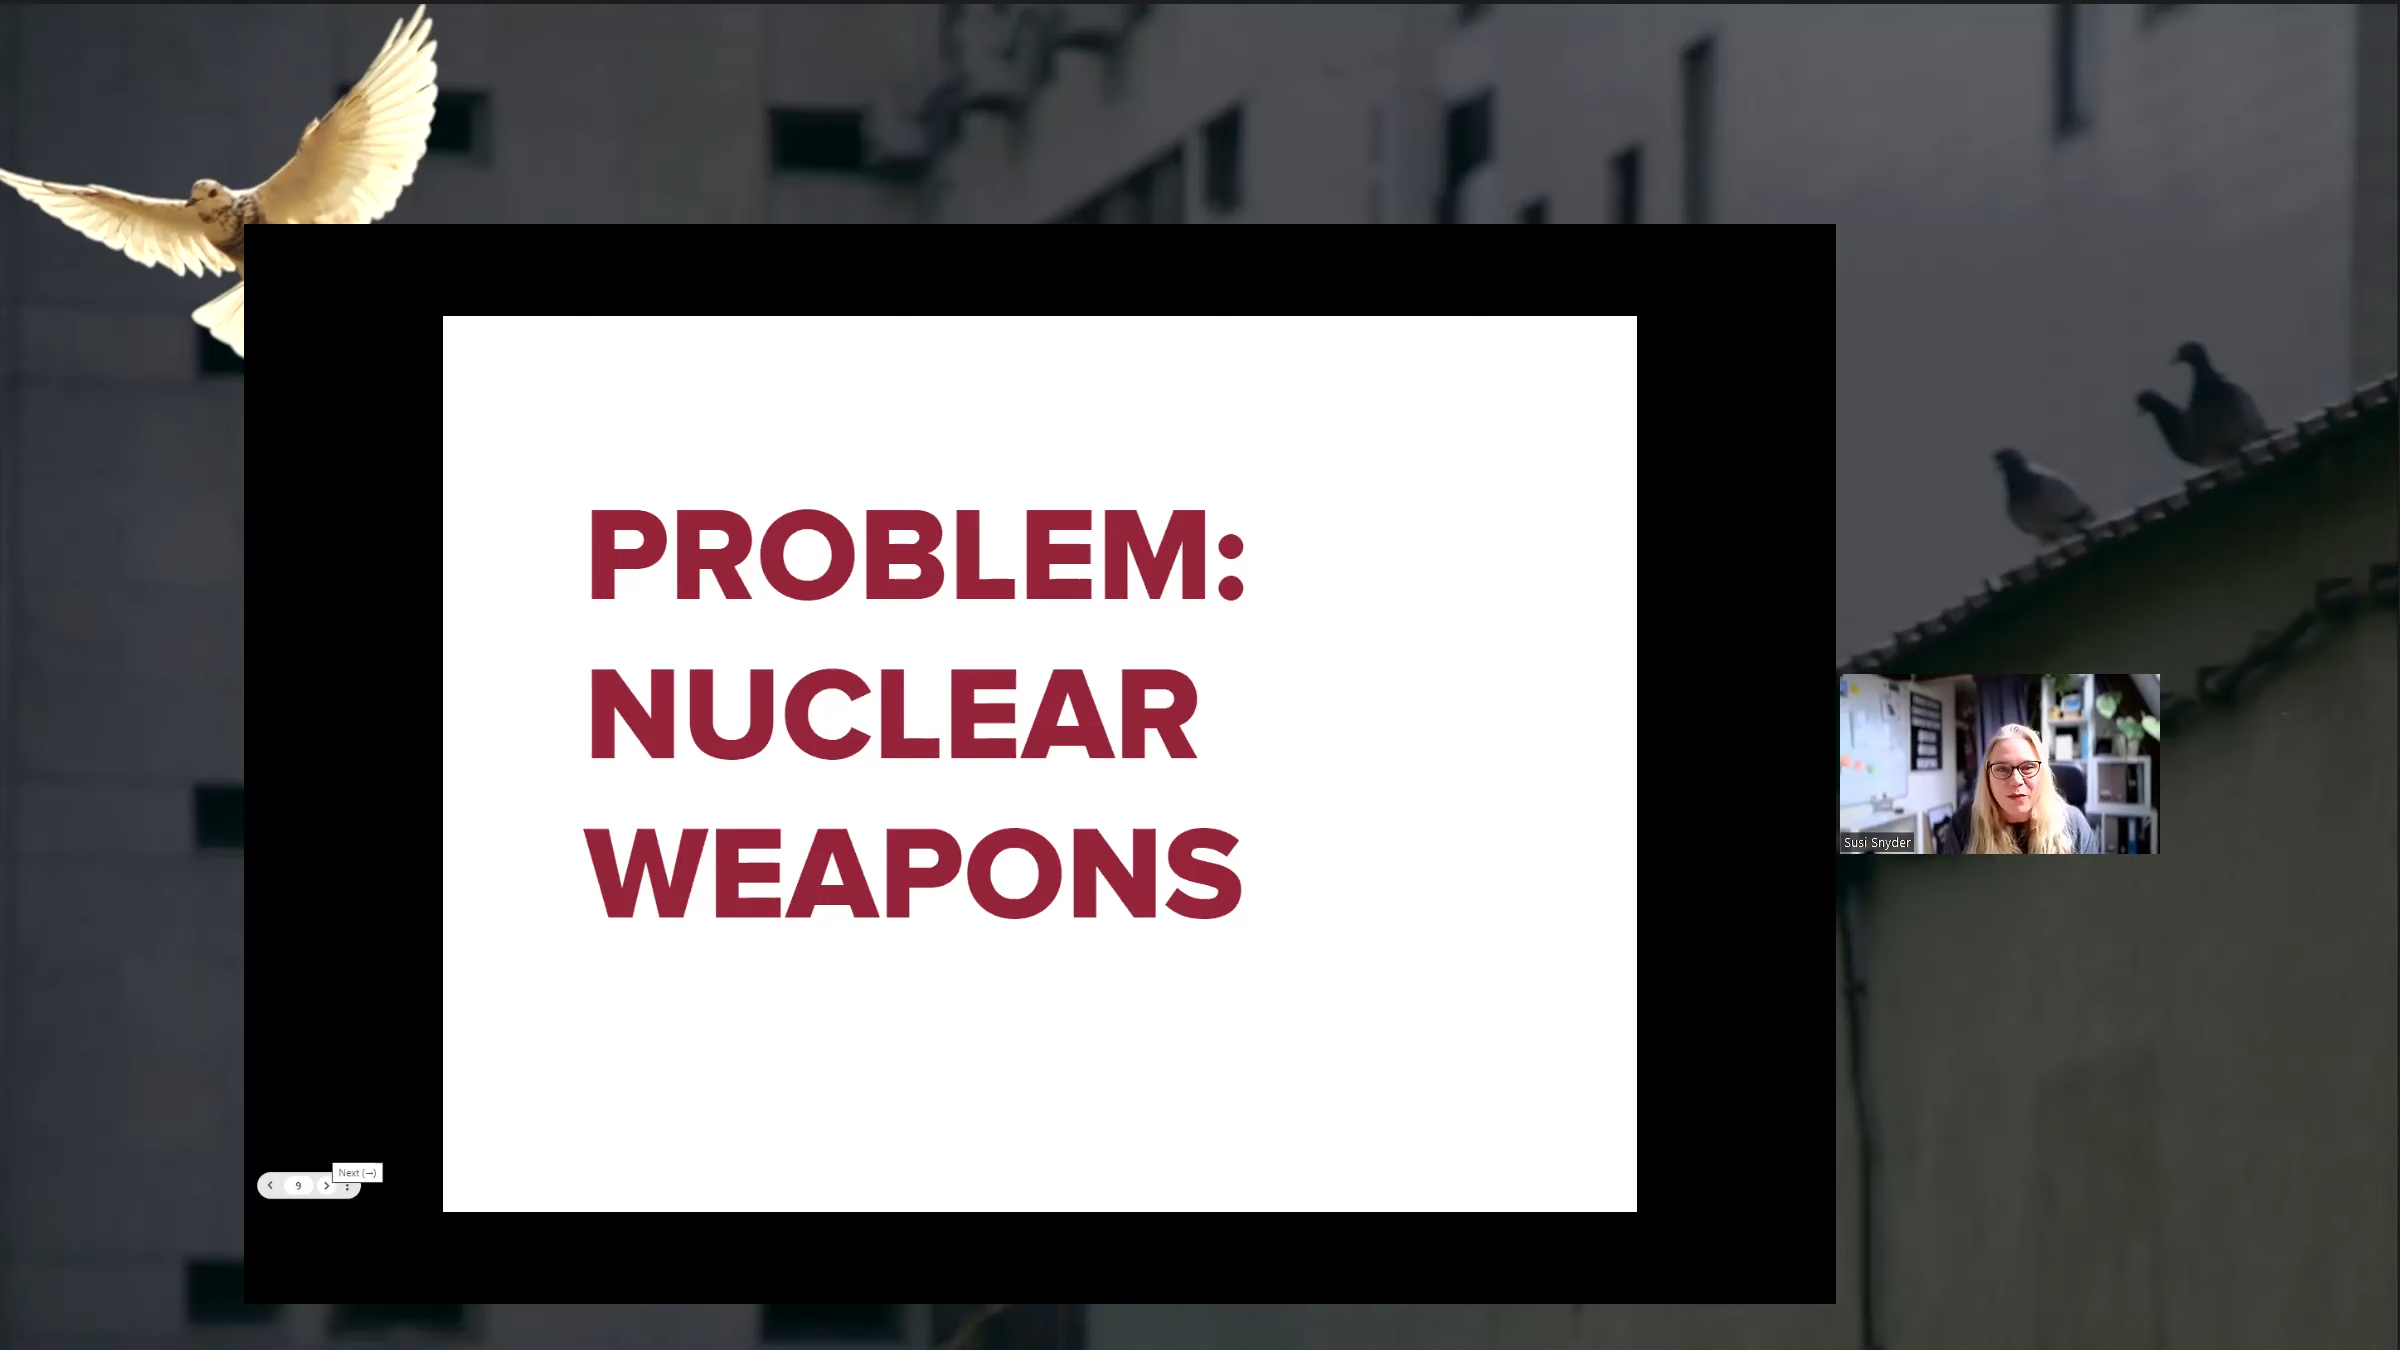 PROBLEM:
NUCLEAR
WEAPONS
Susi Snyder
Next (→)
9